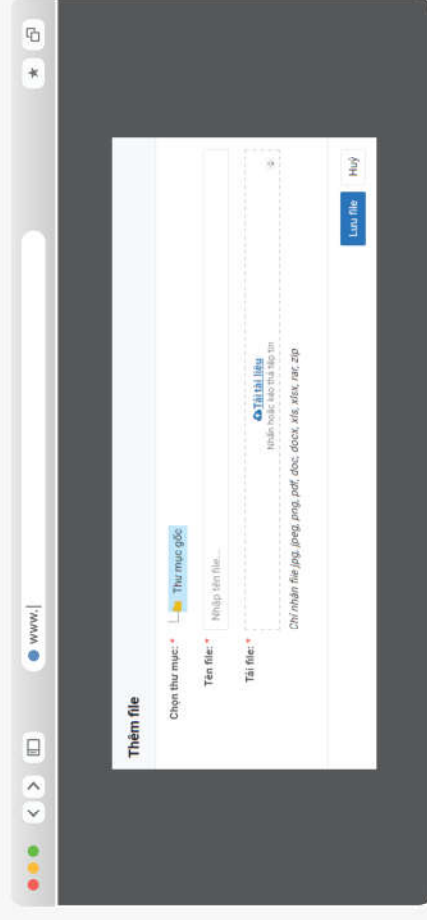 www.
Thêm file
Chọn thư mục: *
Thư mục gốc
Tên file: *
Nhập tên file...
Tải file: *
Tải tài liệu
Nhấn hoặc kéo thả tệp tin
Chỉ nhận file jpg, jpeg, png, pdf, doc, docx, xls, xlsx, rar, zip
Lưu file
Huỷ